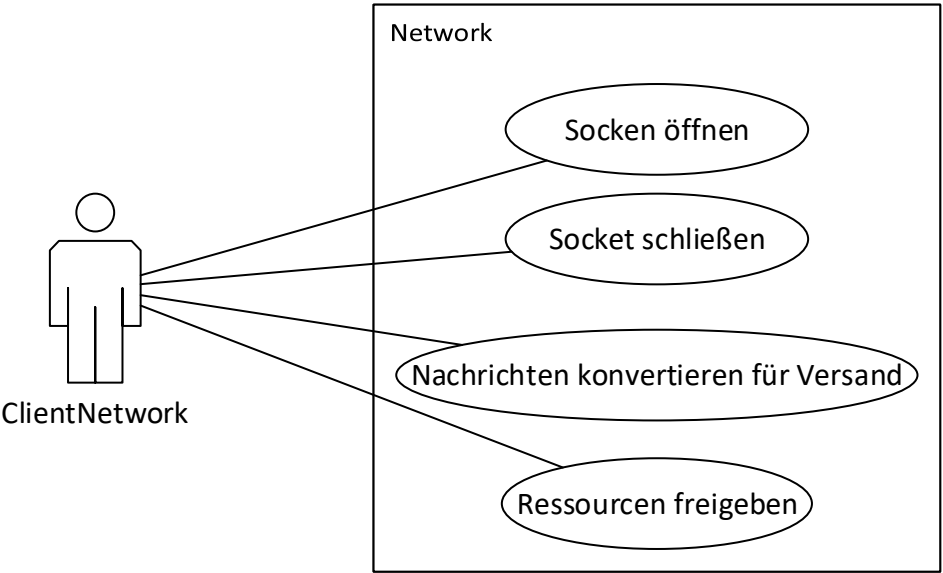 Network
Socken öffnen
Socket schließen
Nachrichten konvertieren für Versand
ClientNetwork
Ressourcen freigeben